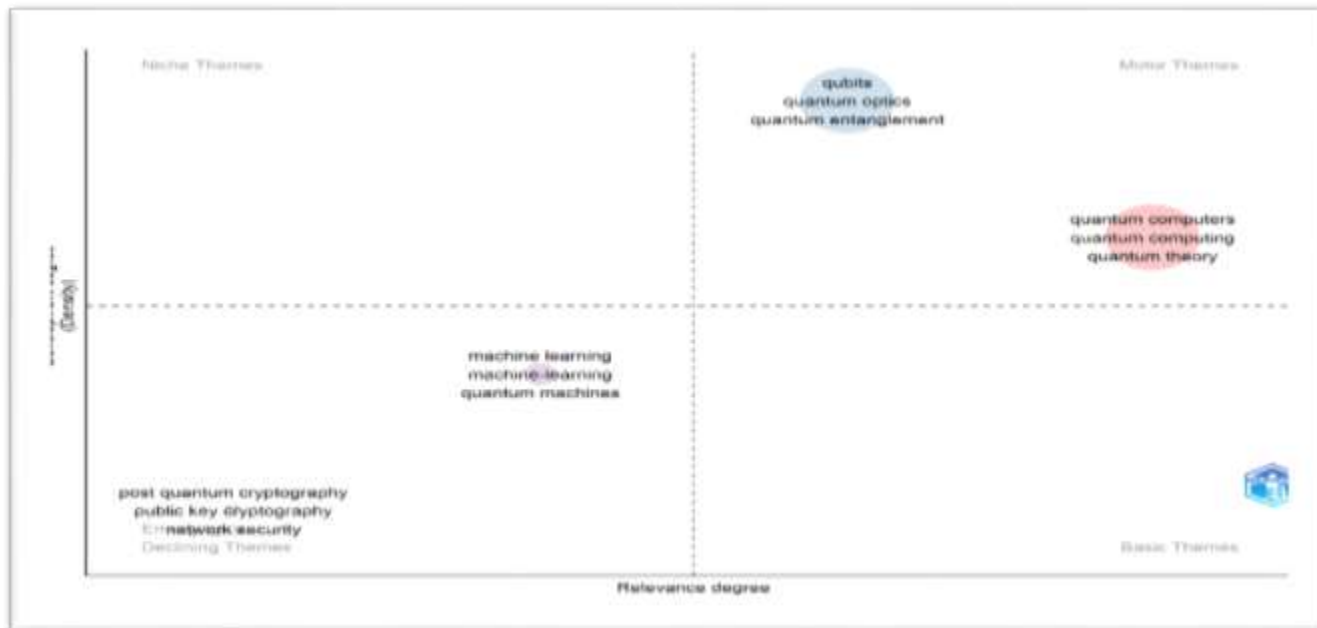 Niche Themes
Motor Themes
qubits
quantum optics
quantum entanglement
quantum computers
quantum computing
quantum theory
(Density)
machine learning
machine-learning
quantum machines
post quantum cryptography
public key cryptography
network security
Declining Themes
Basic Themes
Relevance degree